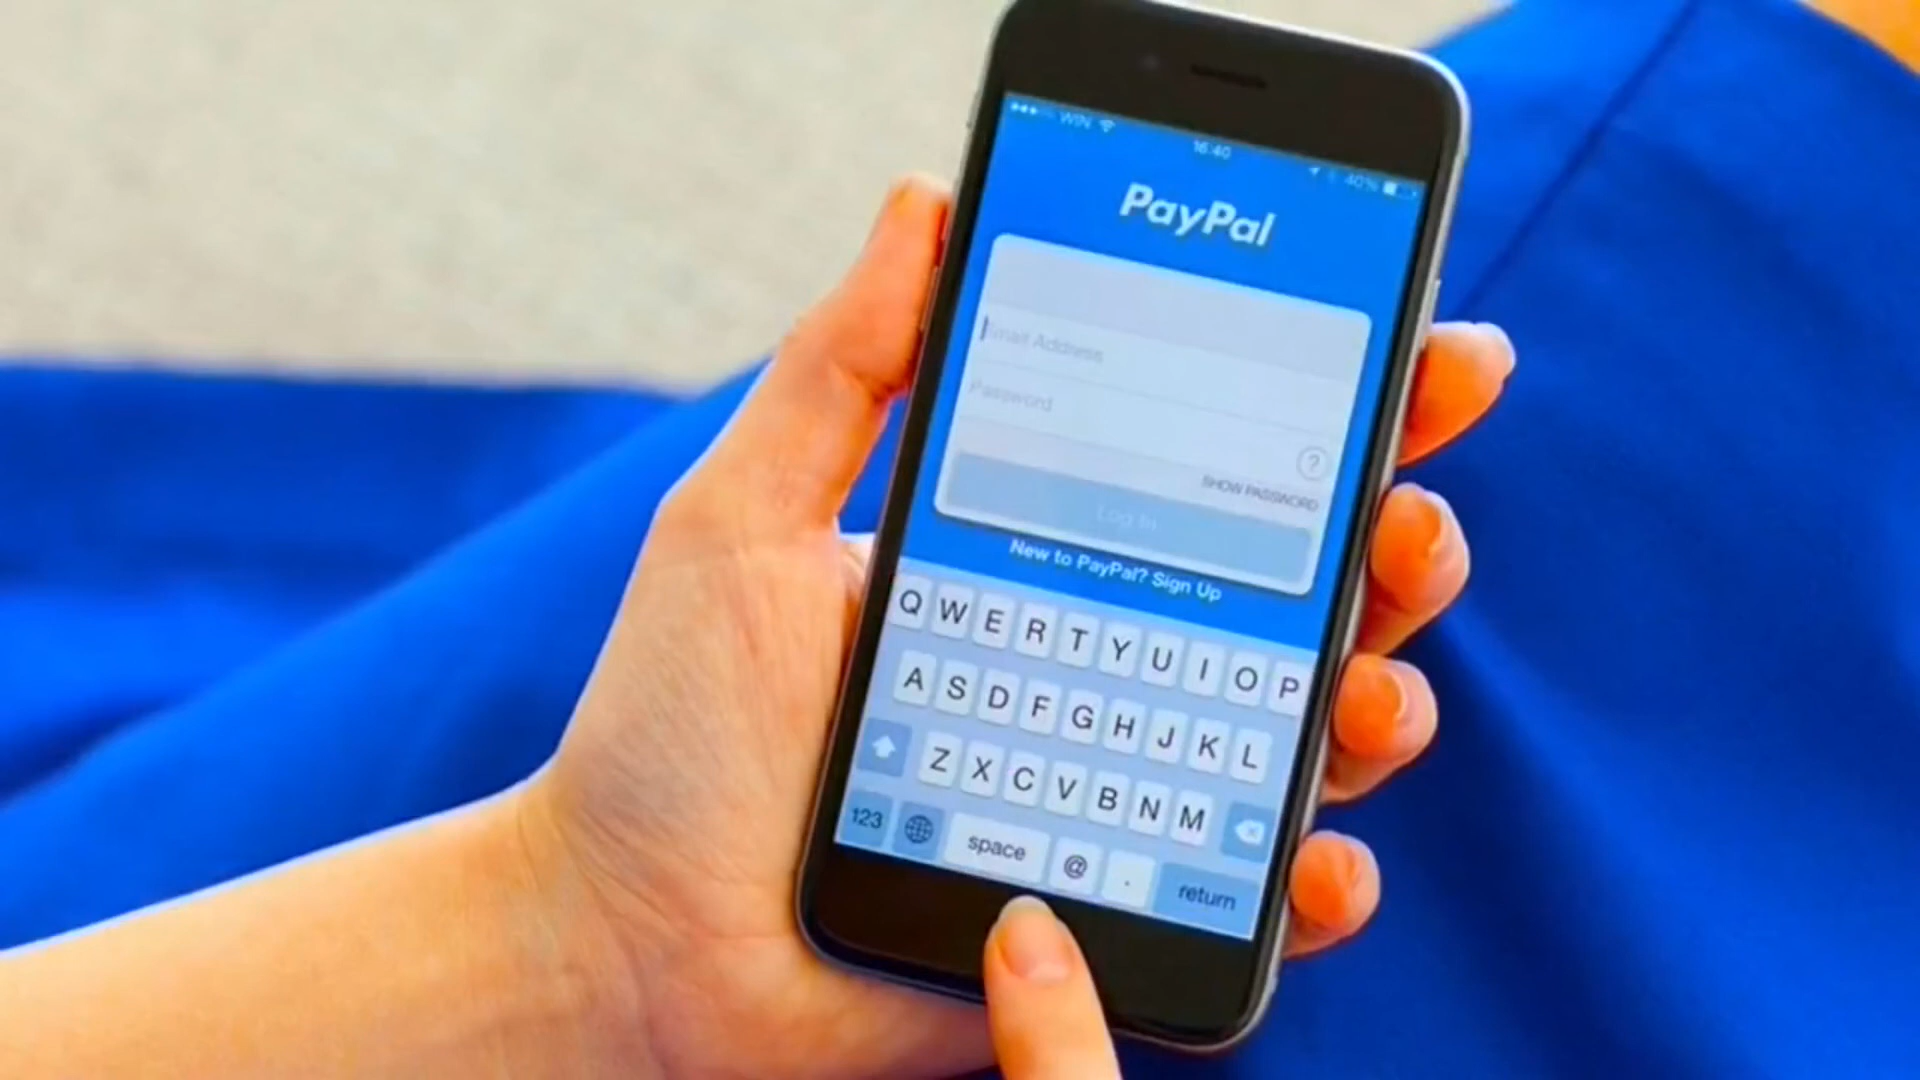 WIN
16:40
40%
PayPal
Email Address
Password
?
SHOW PASSWORD
Log In
New to PayPal? Sign Up
Q W E R T Y U I O P
A S D F G H J K L
Z X C V B N M
123 space @ . return